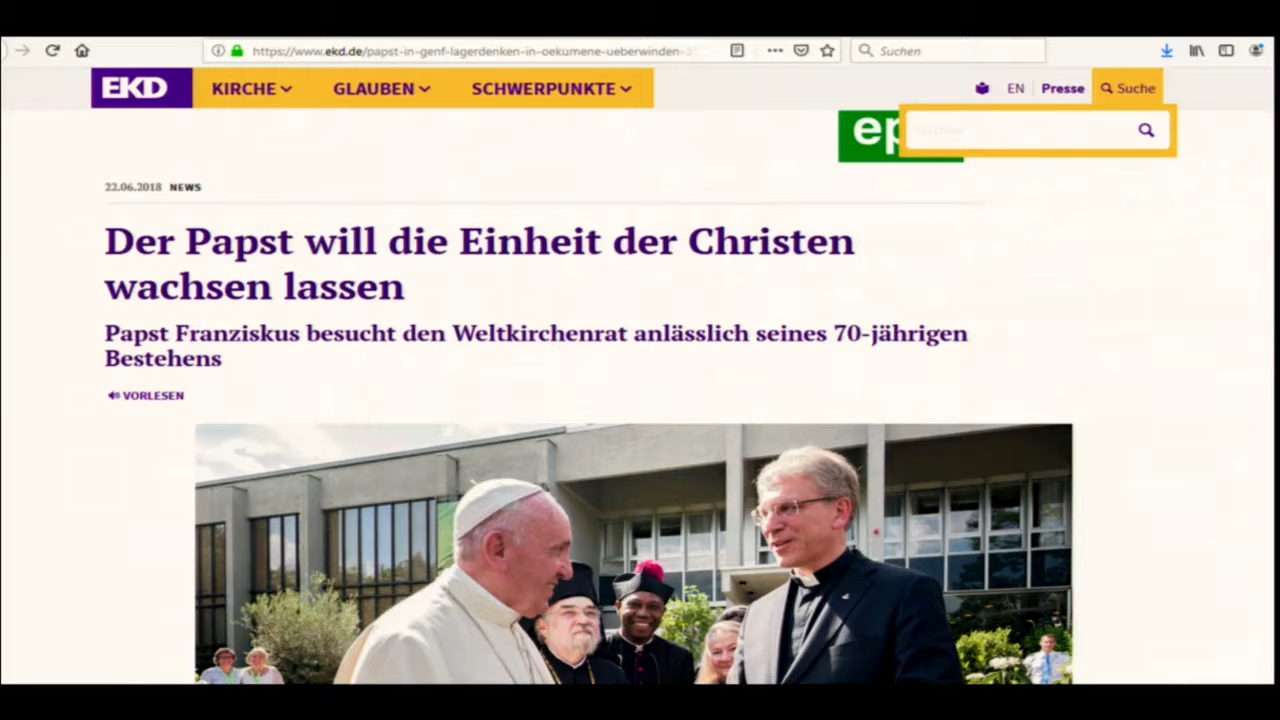 https://www.ekd.de/papst-in-genf-lagerdenken-in-oekumene-ueberwinden-
Suchen
EKD
KIRCHE
GLAUBEN
SCHWERPUNKTE
EN
Presse
Suche
22.06.2018 NEWS
Der Papst will die Einheit der Christen
wachsen lassen
Papst Franziskus besucht den Weltkirchenrat anlässlich seines 70-jährigen
Bestehens
VORLESEN